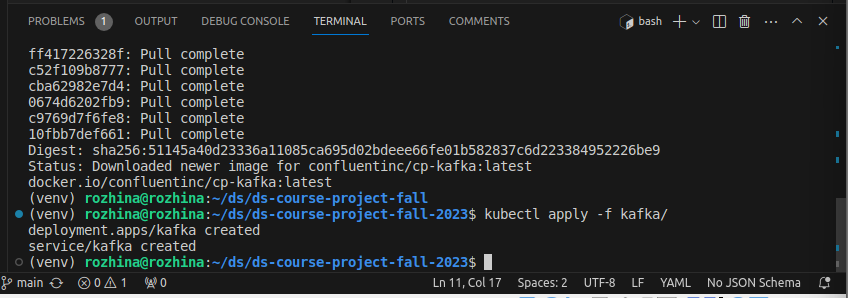 PROBLEMS 1 OUTPUT DEBUG CONSOLE TERMINAL PORTS COMMENTS bash
ff417226328f: Pull complete
c52f109b8777: Pull complete
cba62982e7d4: Pull complete
0674d6202fb9: Pull complete
c9769d7f6fe8: Pull complete
10fbb7def661: Pull complete
Digest: sha256:51145a40d23336a11085ca695d02bdeee66fe01b582837c6d223384952226be9
Status: Downloaded newer image for confluentinc/cp-kafka:latest
docker.io/confluentinc/cp-kafka:latest
(venv) rozhina@rozhina:~/ds/ds-course-project-fall
(venv) rozhina@rozhina:~/ds/ds-course-project-fall-2023$ kubectl apply -f kafka/
deployment.apps/kafka created
service/kafka created
(venv) rozhina@rozhina:~/ds/ds-course-project-fall-2023$
main 0 1 0 Ln 11, Col 17 Spaces: 2 UTF-8 LF YAML No JSON Schema